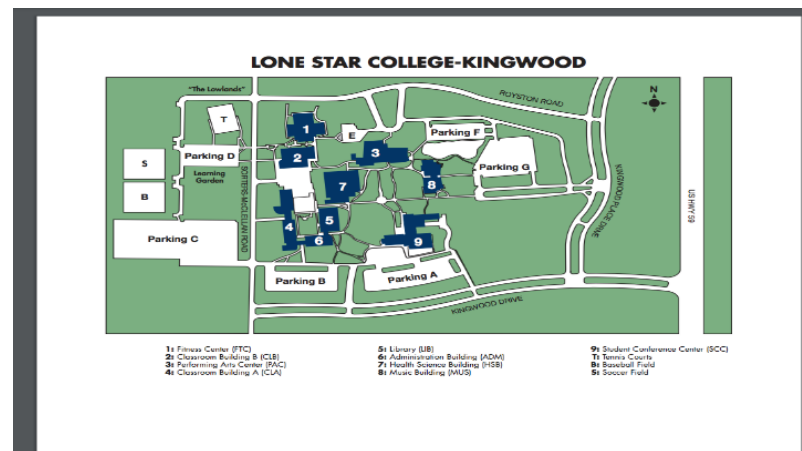 LONE STAR COLLEGE-KINGWOOD
"The Lowlands"
ROYSTON ROAD
N
T
1
E
Parking F
Parking D
2
3
Parking G
S
Learning
Garden
7
8
B
SORTERS-McCLELLAN ROAD
KINGWOOD PLACE DRIVE
US HWY 59
4
5
Parking C
6
9
Parking B
Parking A
KINGWOOD DRIVE
1: Fitness Center (FTC)
2: Classroom Building B (CLB)
3: Performing Arts Center (PAC)
4: Classroom Building A (CLA)
5: Library (LIB)
6: Administration Building (ADM)
7: Health Science Building (HSB)
8: Music Building (MUS)
9: Student Conference Center (SCC)
T: Tennis Courts
B: Baseball Field
S: Soccer Field